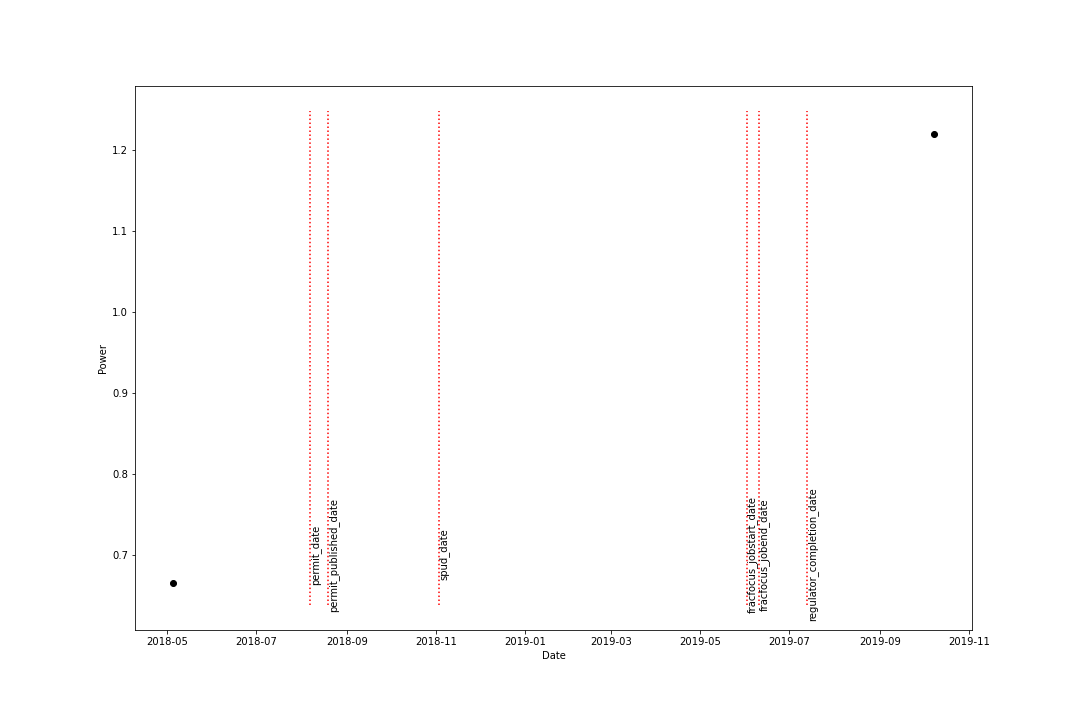 1.2
1.1
1.0
0.9
0.8
0.7
Power
permit_date
permit_published_date
spud_date
fracfocus_jobstart_date
fracfocus_jobend_date
regulator_completion_date
2018-05 2018-07 2018-09 2018-11 2019-01 2019-03 2019-05 2019-07 2019-09 2019-11
Date